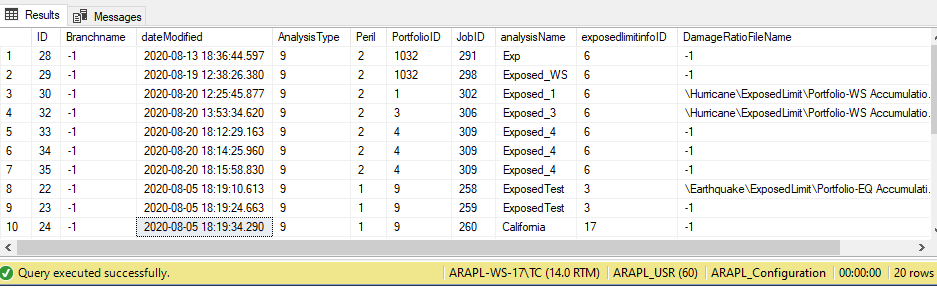 Results Messages
ID Branchname dateModified AnalysisType Peril PortfolioID JobID analysisName exposedlimitinfoID DamageRatioFileName
1 28 -1 2020-08-13 18:36:44.597 9 2 1032 291 Exp 6 -1
2 29 -1 2020-08-19 12:38:26.380 9 2 1032 298 Exposed_WS 6 -1
3 30 -1 2020-08-20 12:25:45.877 9 2 1 302 Exposed_1 6 \Hurricane\ExposedLimit\Portfolio-WS Accumulatio...
4 32 -1 2020-08-20 13:53:34.620 9 2 3 306 Exposed_3 6 \Hurricane\ExposedLimit\Portfolio-WS Accumulatio...
5 33 -1 2020-08-20 18:12:29.163 9 2 4 309 Exposed_4 6 -1
6 34 -1 2020-08-20 18:14:25.960 9 2 4 309 Exposed_4 6 -1
7 35 -1 2020-08-20 18:15:58.830 9 2 4 309 Exposed_4 6 -1
8 22 -1 2020-08-05 18:19:10.613 9 1 9 258 ExposedTest 3 \Earthquake\ExposedLimit\Portfolio-EQ Accumulati...
9 23 -1 2020-08-05 18:19:24.663 9 1 9 259 ExposedTest 3 -1
10 24 -1 2020-08-05 18:19:34.290 9 1 9 260 California 17 -1
Query executed successfully. ARAPL-WS-17\TC (14.0 RTM) ARAPL_USR (60) ARAPL_Configuration 00:00:00 20 rows